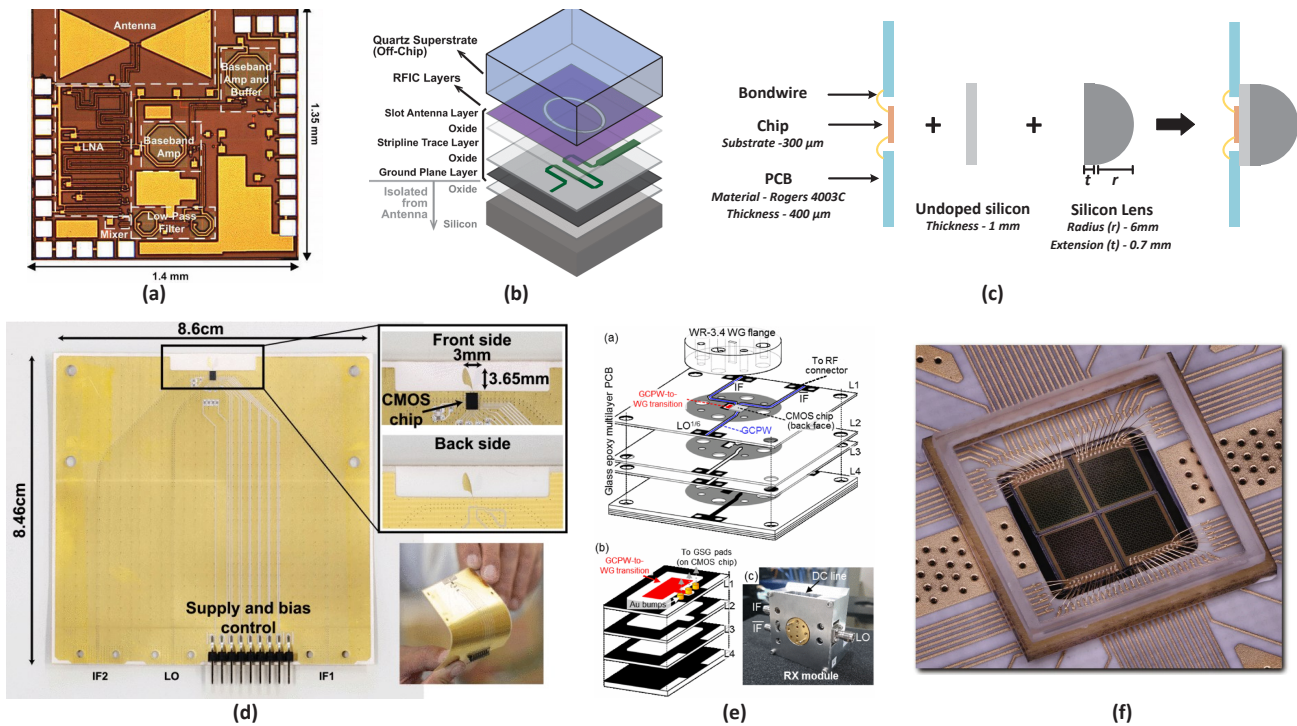 Antenna
Baseband
Amp and
Buffer
LNA
Baseband
Amp
Low-Pass
Filter
Mixer
1.35 mm
1.4 mm
(a)
Quartz Superstrate
(Off-Chip)
RFIC Layers
Slot Antenna Layer
Oxide
Stripline Trace Layer
Oxide
Ground Plane Layer
Isolated
from
Antenna
Oxide
Silicon
(b)
Bondwire
Chip
Substrate -300 μm
PCB
Material - Rogers 4003C
Thickness - 400 μm
+
Undoped silicon
Thickness - 1 mm
+
t
r
Silicon Lens
Radius (r) - 6mm
Extension (t) - 0.7 mm
(c)
8.6cm
8.46cm
Front side
3mm
3.65mm
CMOS
chip
Back side
Supply and bias
control
IF2
LO
IF1
(d)
(a)
WR-3.4 WG flange
To RF
connector
IF
L1
GCPW-to-
WG transition
CMOS chip
(back face)
LO1/6
GCPW
L2
L3
L4
Glass epoxy multilayer PCB
(b)
To GSG pads
(on CMOS chip)
GCPW-to-
WG transition
L1
Au bumps
L2
L3
L4
(c)
DC line
IF
IF
LO
RX module
(e)
(f)